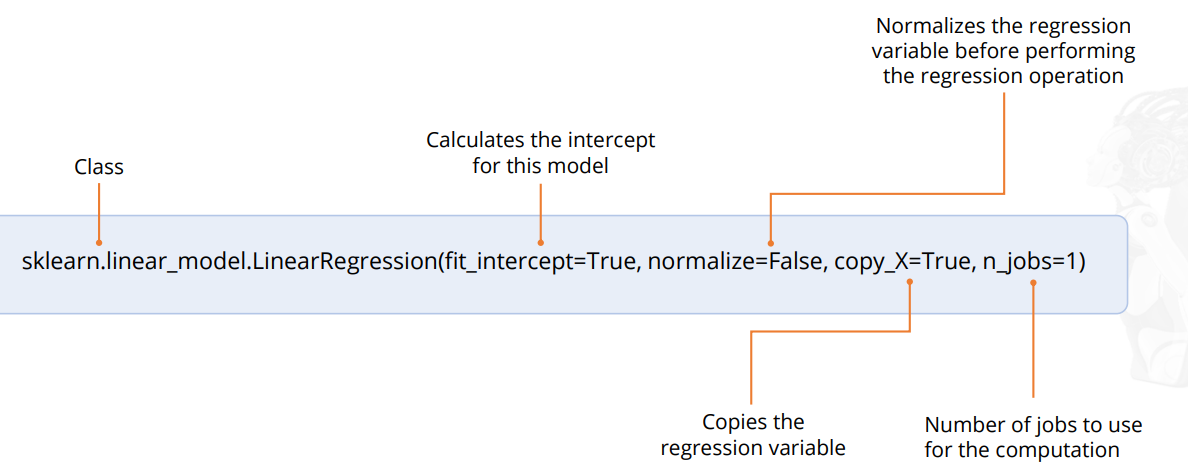 Normalizes the regression
variable before performing
the regression operation
Calculates the intercept
for this model
Class
sklearn.linear_model.LinearRegression(fit_intercept=True, normalize=False, copy_X=True, n_jobs=1)
Copies the
regression variable
Number of jobs to use
for the computation